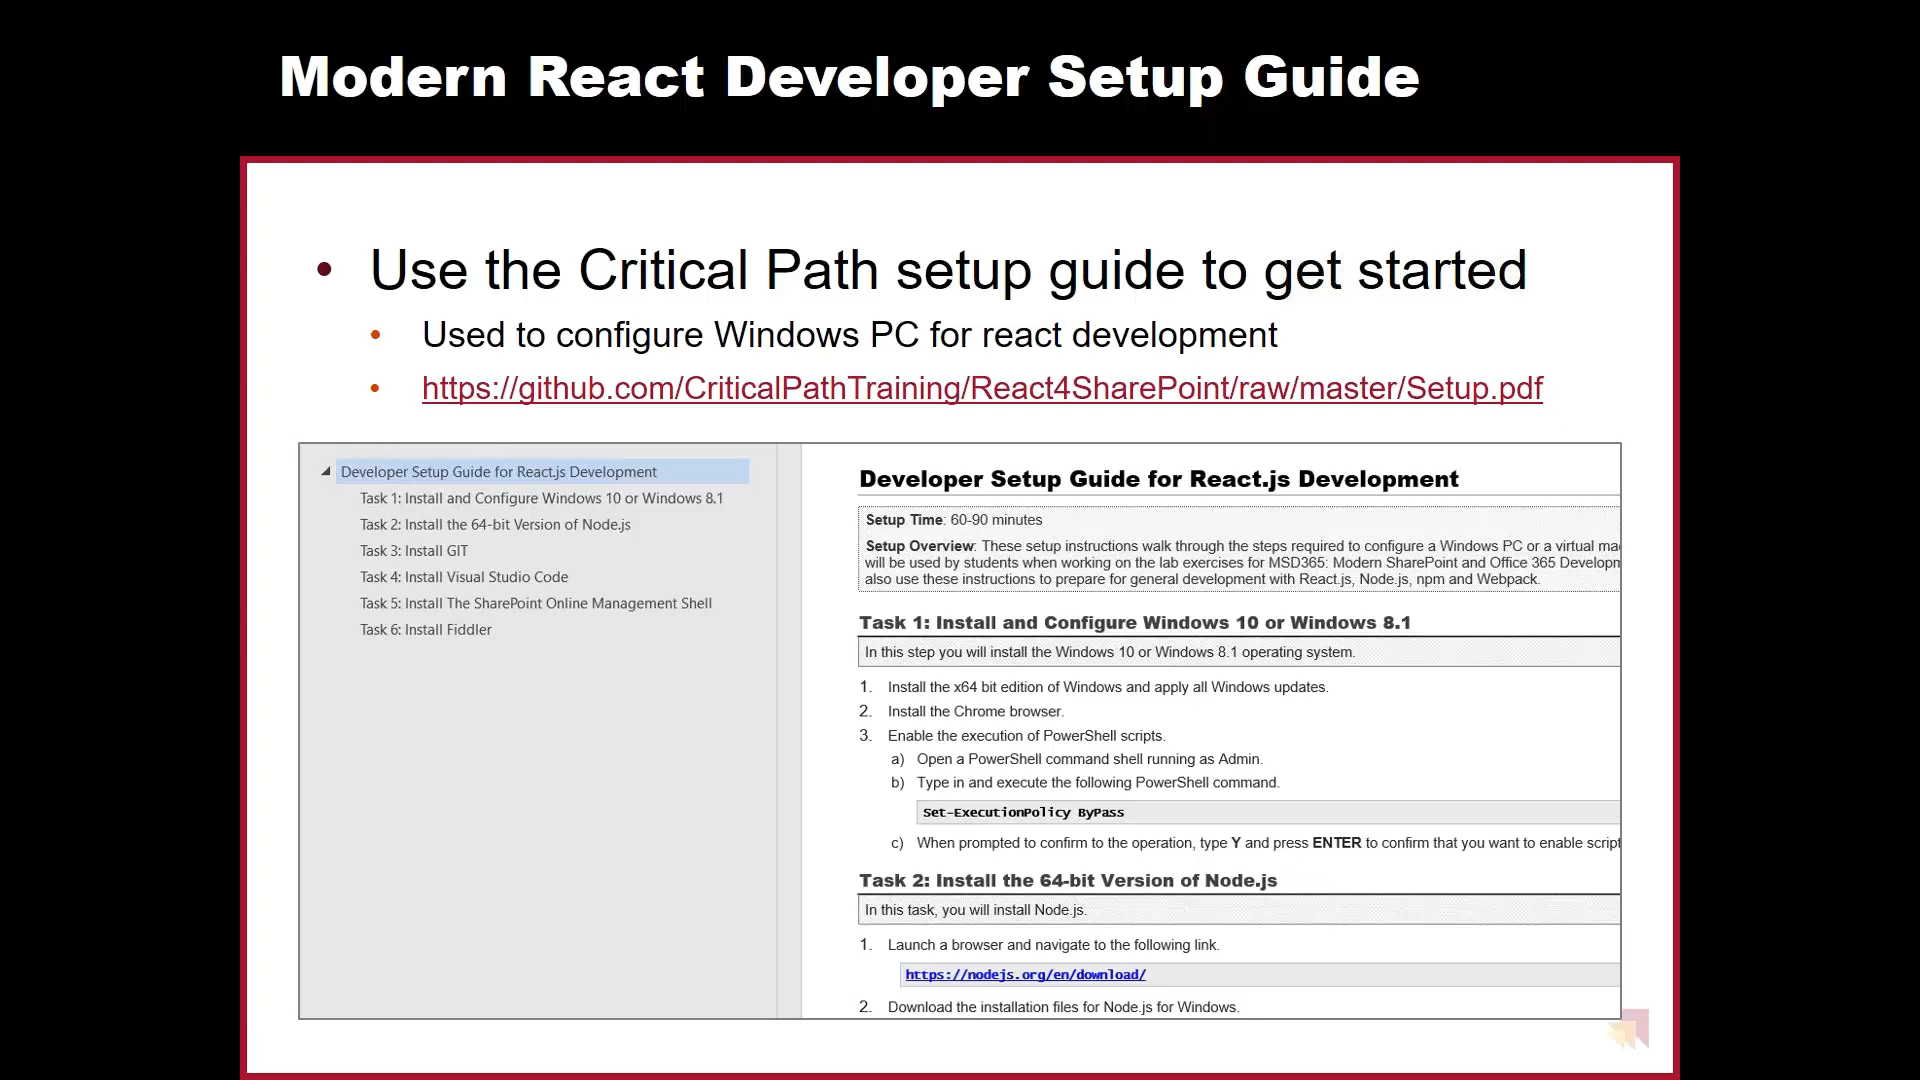 Modern React Developer Setup Guide
• Use the Critical Path setup guide to get started
• Used to configure Windows PC for react development
• https://github.com/CriticalPathTraining/React4SharePoint/raw/master/Setup.pdf
Developer Setup Guide for React.js Development
Task 1: Install and Configure Windows 10 or Windows 8.1
Task 2: Install the 64-bit Version of Node.js
Task 3: Install GIT
Task 4: Install Visual Studio Code
Task 5: Install The SharePoint Online Management Shell
Task 6: Install Fiddler
Developer Setup Guide for React.js Development
Setup Time: 60-90 minutes
Setup Overview: These setup instructions walk through the steps required to configure a Windows PC or a virtual
will be used by students when working on the lab exercises for MSD365: Modern SharePoint and Office 365
also use these instructions to prepare for general development with React.js, Node.js, npm and Webpack.
Task 1: Install and Configure Windows 10 or Windows 8.1
In this step you will install the Windows 10 or Windows 8.1 operating system.
1. Install the x64 bit edition of Windows and apply all Windows updates.
2. Install the Chrome browser.
3. Enable the execution of PowerShell scripts.
a) Open a PowerShell command shell running as Admin.
b) Type in and execute the following PowerShell command.
Set-ExecutionPolicy ByPass
c) When prompted to confirm to the operation, type Y and press ENTER to confirm that you want to enable script
Task 2: Install the 64-bit Version of Node.js
In this task, you will install Node.js.
1. Launch a browser and navigate to the following link.
https://nodejs.org/en/download/
2. Download the installation files for Node.js for Windows.